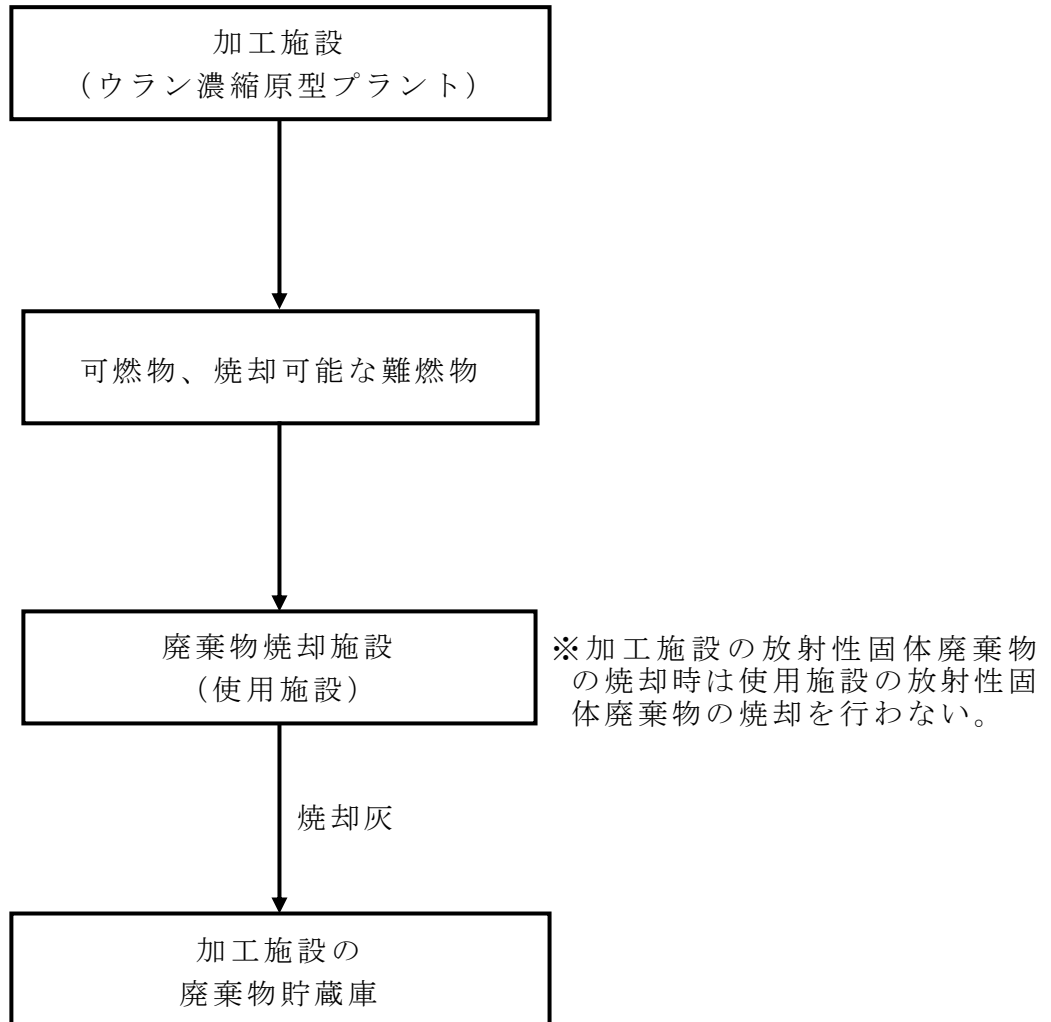 加工施設
（ウラン濃縮原型プラント）
可燃物、焼却可能な難燃物
廃棄物焼却施設
（使用施設）
※加工施設の放射性固体廃棄物
の焼却時は使用施設の放射性固
体廃棄物の焼却を行わない。
焼却灰
加工施設の
廃棄物貯蔵庫